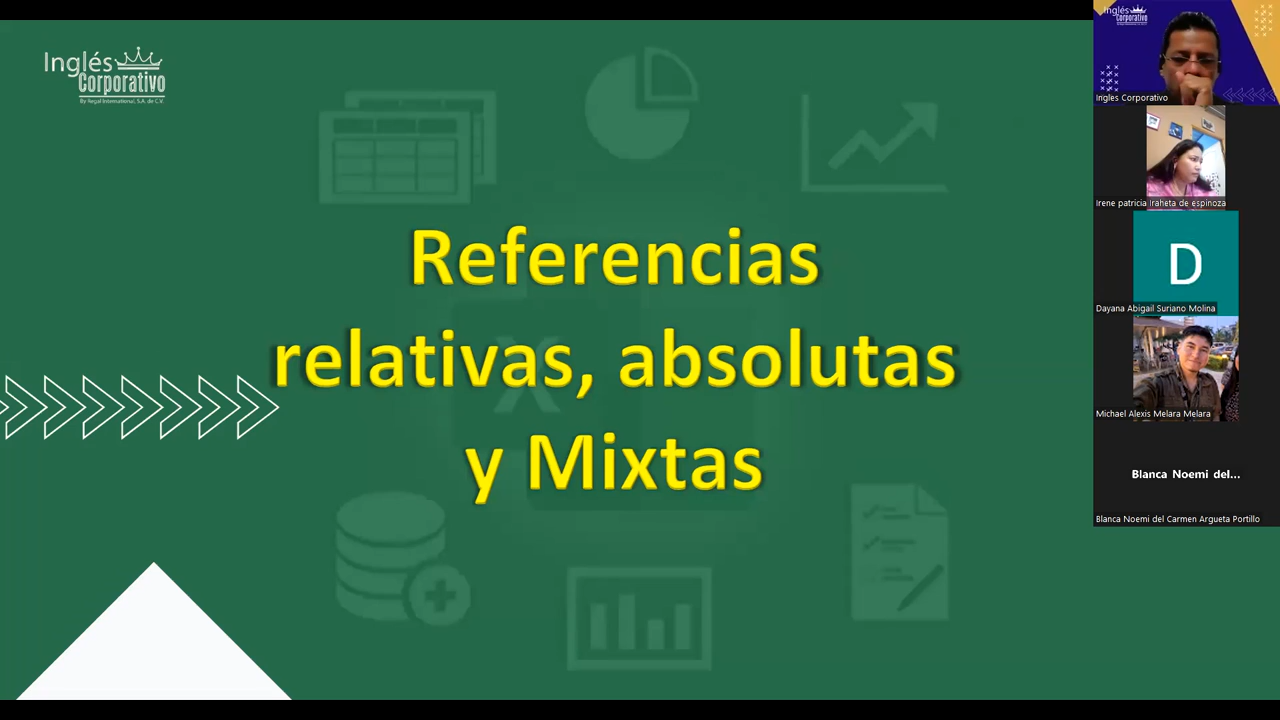 Inglés
Corporativo
By Regal International, S.A. de C.V.
Referencias
relativas, absolutas
y Mixtas
Inglés
Corporativo
Ingles Corporativo
Irene patricia Iraheta de espinoza
D
Dayana Abigail Suriano Molina
Michael Alexis Melara Melara
Blanca Noemi del...
Blanca Noemi del Carmen Argueta Portillo